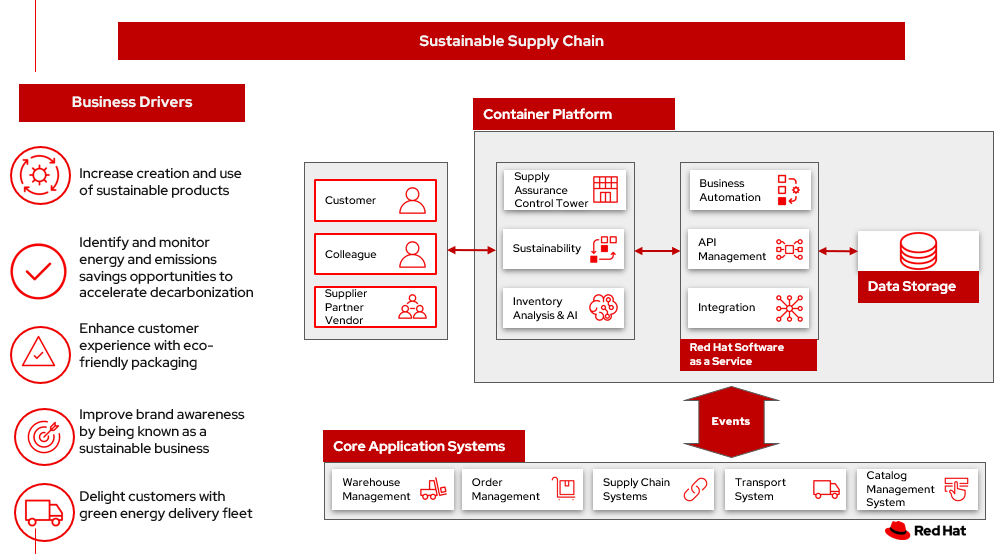 Sustainable Supply Chain
Business Drivers
Increase creation and use
of sustainable products
Identify and monitor
energy and emissions
savings opportunities to
accelerate decarbonization
Enhance customer
experience with eco-
friendly packaging
Improve brand awareness
by being known as a
sustainable business
Delight customers with
green energy delivery fleet
Container Platform
Customer
Colleague
Supplier
Partner
Vendor
Supply
Assurance
Control Tower
Sustainability
Inventory
Analysis & AI
Business
Automation
API
Management
Integration
Red Hat Software
as a Service
Data Storage
Events
Core Application Systems
Warehouse
Management
Order
Management
Supply Chain
Systems
Transport
System
Catalog
Management
System
Red Hat